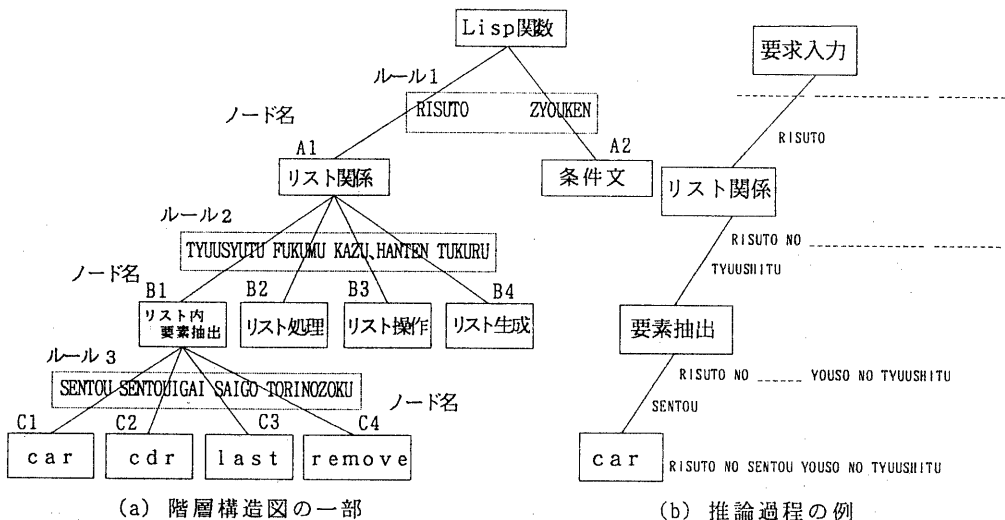 Lisp関数
ルール1
RISUTO ZYOUKEN
ノード名
A1
A2
リスト関係
条件文
ルール2
TYUUSYUTU FUKUMU KAZU、HANTEN TUKURU
ノード名
B1 B2 B3 B4
リスト内
要素抽出
リスト処理
リスト操作
リスト生成
ルール3
SENTOU SENTOUIGAI SAIGO TORINOZOKU
ノード名
C1 C2 C3 C4
car cdr last remove
(a) 階層構造図の一部
要求入力
RISUTO
リスト関係
RISUTO NO
TYUUSHITU
要素抽出
RISUTO NO ______ YOUSO NO TYUUSHITU
SENTOU
car
RISUTO NO SENTOU YOUSO NO TYUUSHITU
(b) 推論過程の例